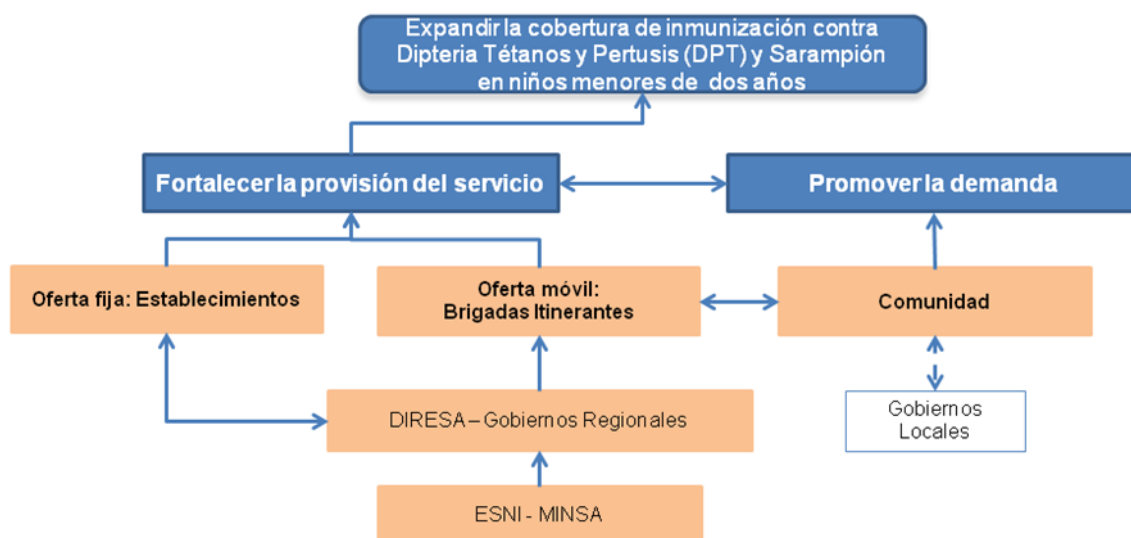 Expandir la cobertura de inmunización contra
Dipteria Tétanos y Pertusis (DPT) y Sarampión
en niños menores de dos años
Fortalecer la provisión del servicio
Promover la demanda
Oferta fija: Establecimientos
Oferta móvil:
Brigadas Itinerantes
Comunidad
DIRESA – Gobiernos Regionales
Gobiernos
Locales
ESNI - MINSA